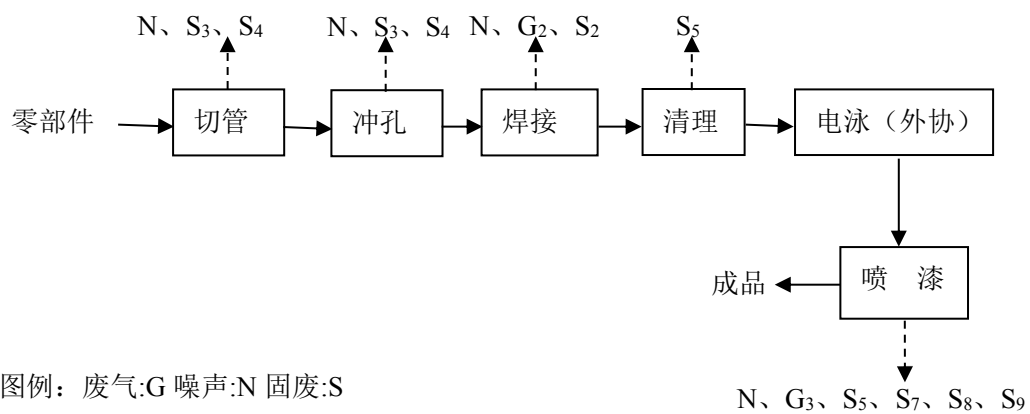 N、S₃、S₄ N、S₃、S₄ N、G₂、S₂ S₅
零部件 切管 冲孔 焊接 清理 电泳（外协）
成品 喷 漆
图例：废气:G 噪声:N 固废:S
N、G₃、S₅、S₇、S₈、S₉